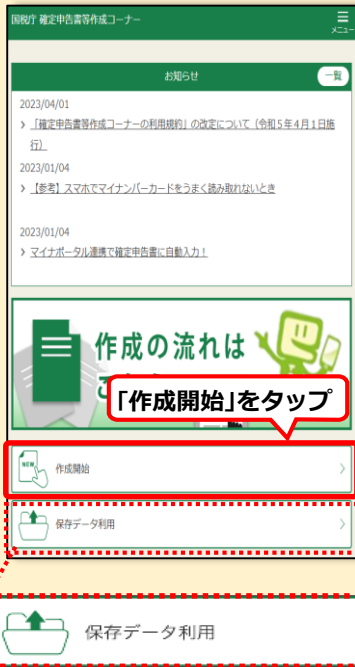 国税庁 確定申告書等作成コーナー
メニュー
お知らせ
一覧
2023/04/01
> 「確定申告書等作成コーナーの利用規約」の改定について（令和5年4月1日施
行）
2023/01/04
> 【参考】スマホでマイナンバーカードをうまく読み取れないとき
2023/01/04
> マイナポータル連携で確定申告書に自動入力！
作成の流れは
「作成開始」をタップ
NEW
作成開始
保存データ利用
保存データ利用